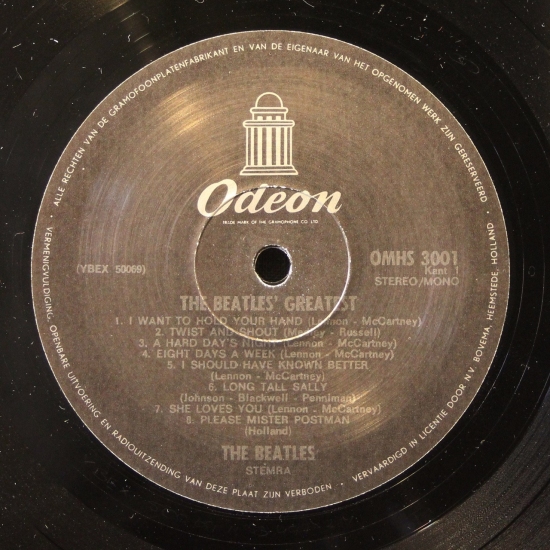 ALLE RECHTEN VAN DE GRAMOFOONPLATENFABRIKANT EN VAN DE EIGENAAR VAN HET OPGENOMEN WERK ZIJN GERESERVEERD •
Odeon
TRADE MARK OF THE GRAMOPHONE CO LTD
(YBEX 50069)
OMHS 3001
Kant 1
STEREO/MONO
THE BEATLES' GREATEST
1. I WANT TO HOLD YOUR HAND (Lennon - McCartney)
2. TWIST AND SHOUT (Medley - Russell)
3. A HARD DAY'S NIGHT (Lennon - McCartney)
4. EIGHT DAYS A WEEK (Lennon - McCartney)
5. I SHOULD HAVE KNOWN BETTER
(Lennon - McCartney)
6. LONG TALL SALLY
(Johnson - Blackwell - Penniman)
7. SHE LOVES YOU (Lennon - McCartney)
8. PLEASE MISTER POSTMAN
(Holland)
THE BEATLES
STEMRA
VERMENIGVULDIGING, OPENBARE UITVOERING EN RADIOUITZENDING VAN DEZE PLAAT ZIJN VERBODEN • VERVAARDIGD IN LICENTIE DOOR N.V. BOVEMA, HEEMSTEDE, HOLLAND •